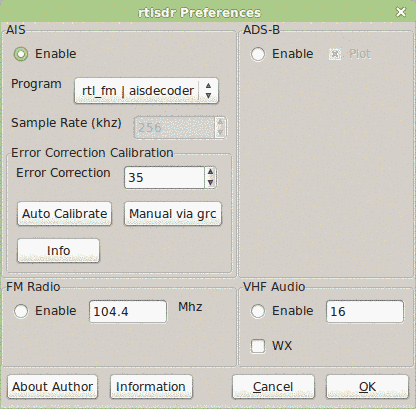 rtlsdr Preferences
AIS
Enable
Program
rtl_fm | aisdecoder
Sample Rate (khz)
256
Error Correction Calibration
Error Correction
35
Auto Calibrate
Manual via grc
Info
ADS-B
Enable
Plot
FM Radio
Enable
104.4
Mhz
VHF Audio
Enable
16
WX
About Author
Information
Cancel
OK